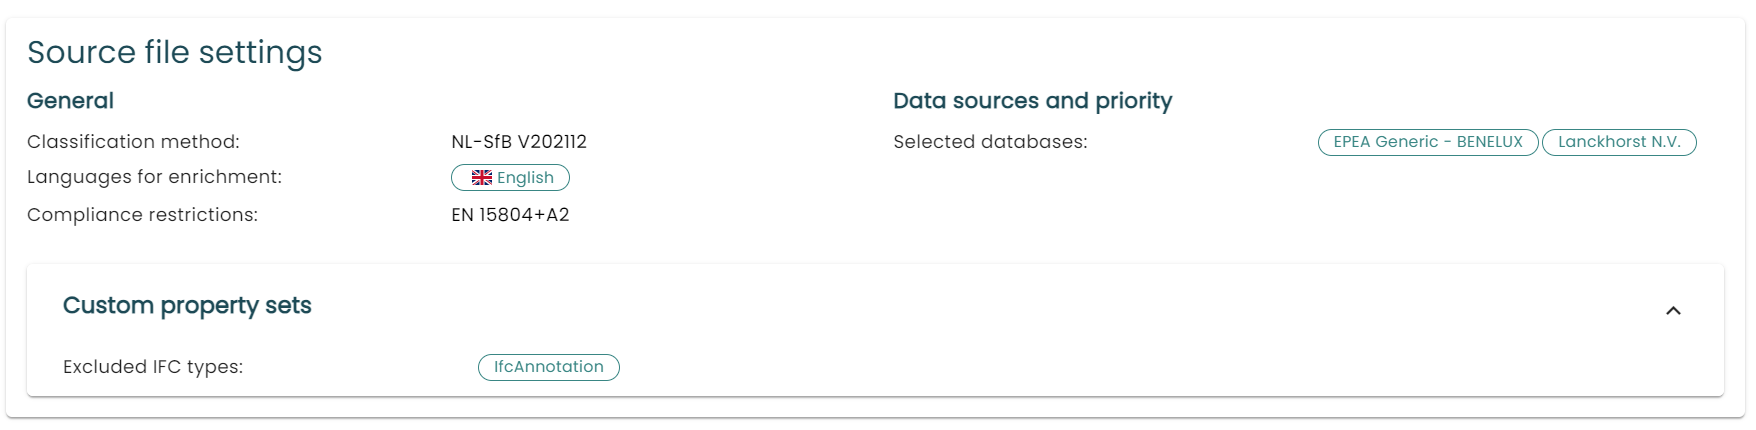 Source file settings
General
Classification method: NL-SfB V202112
Languages for enrichment: English
Compliance restrictions: EN 15804+A2
Data sources and priority
Selected databases: EPEA Generic - BENELUX Lanckhorst N.V.
Custom property sets
Excluded IFC types: IfcAnnotation